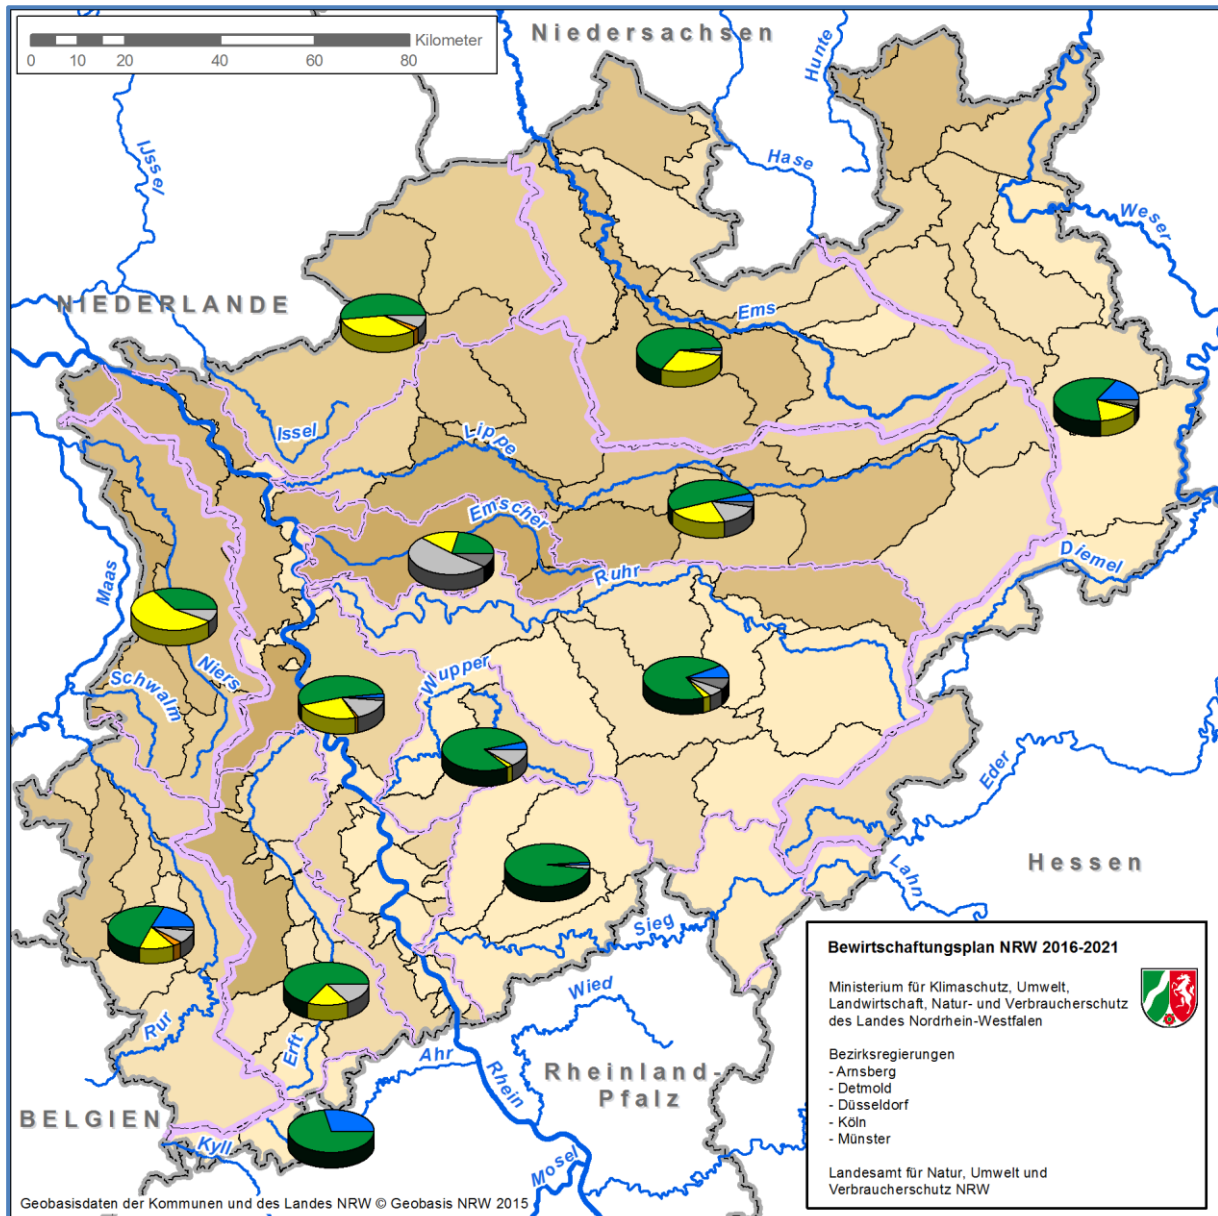 Niedersachsen
Kilometer
0 10 20 40 60 80
Hunte
IJssel
Hase
Weser
NIEDERLANDE
Ems
Issel
Lippe
Emscher
Ruhr
Diemel
Maas
Niers
Schwalm
Wupper
Eder
Hessen
Lahn
Sieg
Wied
Rur
Erft
Ahr
Rhein
Rheinland-
Pfalz
BELGIEN
Kyll
Mosel
Bewirtschaftungsplan NRW 2016-2021
Ministerium für Klimaschutz, Umwelt,
Landwirtschaft, Natur- und Verbraucherschutz
des Landes Nordrhein-Westfalen
Bezirksregierungen
- Arnsberg
- Detmold
- Düsseldorf
- Köln
- Münster
Landesamt für Natur, Umwelt und
Verbraucherschutz NRW
Geobasisdaten der Kommunen und des Landes NRW © Geobasis NRW 2015